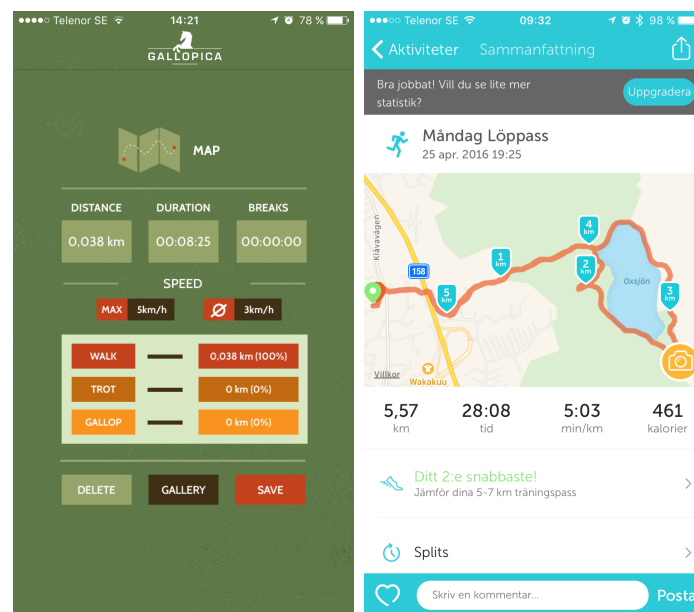 ●●●●○ Telenor SE 14:21 78 %
GALLOPICA
MAP
DISTANCE DURATION BREAKS
0,038 km 00:08:25 00:00:00
SPEED
MAX 5km/h Ø 3km/h
WALK 0,038 km (100%)
TROT 0 km (0%)
GALLOP 0 km (0%)
DELETE GALLERY SAVE
●●●○○ Telenor SE 09:32 98 %
Aktiviteter Sammanfattning
Bra jobbat! Vill du se lite mer
statistik?
Uppgradera
Måndag Löppass
25 apr. 2016 19:25
Klåvavägen
4
km
1
km
2
km
158
Oxsjön
5
km
3
km
Villkor
Wakakuu
5,57 28:08 5:03 461
km tid min/km kalorier
Ditt 2:e snabbaste!
Jämför dina 5-7 km träningspass
Splits
Skriv en kommentar... Posta